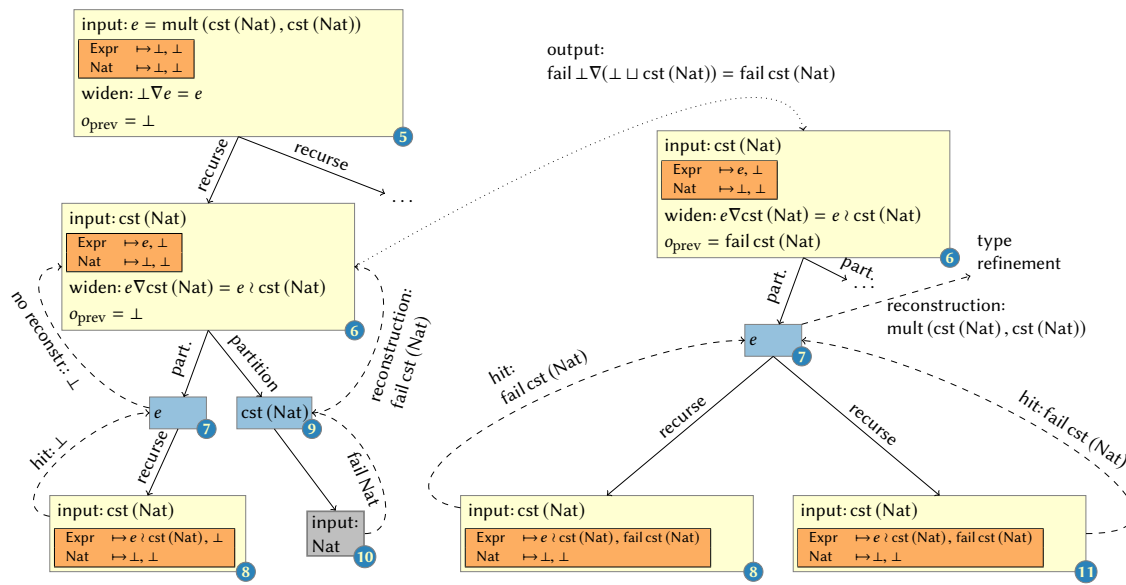 input: e = mult (cst (Nat) , cst (Nat))
Expr ↦ ⊥, ⊥
Nat ↦ ⊥, ⊥
widen: ⊥∇e = e
o_prev = ⊥
5
recurse
recurse
...
input: cst (Nat)
Expr ↦ e, ⊥
Nat ↦ ⊥, ⊥
widen: e∇cst (Nat) = e ≀ cst (Nat)
o_prev = ⊥
6
no reconstr.: ⊥
part.
partition
reconstruction:
fail cst (Nat)
e
7
cst (Nat)
9
hit: ⊥
recurse
fail Nat
input: cst (Nat)
Expr ↦ e ≀ cst (Nat) , ⊥
Nat ↦ ⊥, ⊥
8
input:
Nat
10
output:
fail ⊥∇(⊥ ⊔ cst (Nat)) = fail cst (Nat)
input: cst (Nat)
Expr ↦ e, ⊥
Nat ↦ ⊥, ⊥
widen: e∇cst (Nat) = e ≀ cst (Nat)
o_prev = fail cst (Nat)
6
type
refinement
part.
part.
...
reconstruction:
mult (cst (Nat) , cst (Nat))
e
7
hit:
fail cst (Nat)
recurse
recurse
hit: fail cst (Nat)
input: cst (Nat)
Expr ↦ e ≀ cst (Nat) , fail cst (Nat)
Nat ↦ ⊥, ⊥
8
input: cst (Nat)
Expr ↦ e ≀ cst (Nat) , fail cst (Nat)
Nat ↦ ⊥, ⊥
11